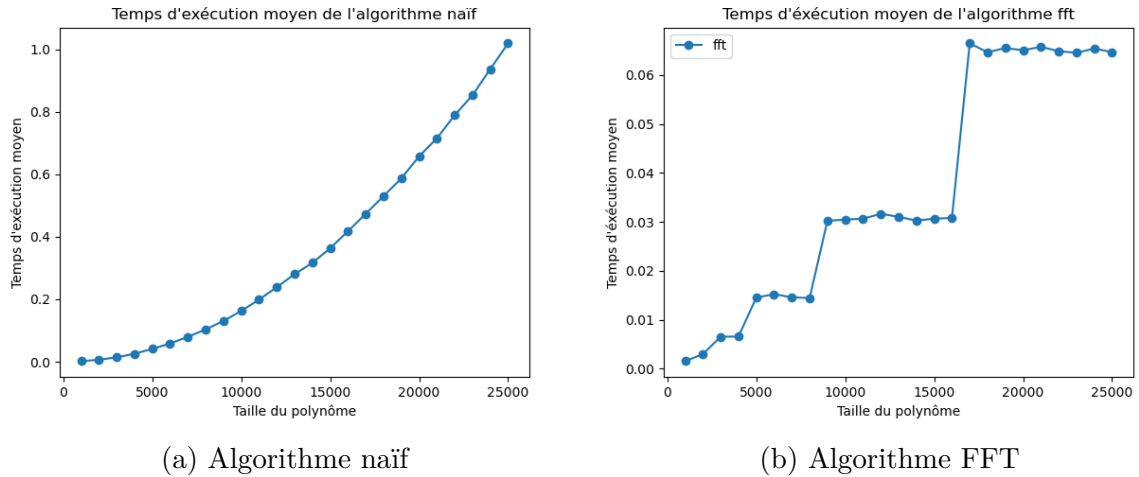 Temps d'exécution moyen de l'algorithme naïf
Temps d'exécution moyen
1.0
0.8
0.6
0.4
0.2
0.0
0
5000
10000
15000
20000
25000
Taille du polynôme
(a) Algorithme naïf
Temps d'éxécution moyen de l'algorithme fft
fft
Temps d'éxécution moyen
0.06
0.05
0.04
0.03
0.02
0.01
0.00
0
5000
10000
15000
20000
25000
Taille du polynôme
(b) Algorithme FFT